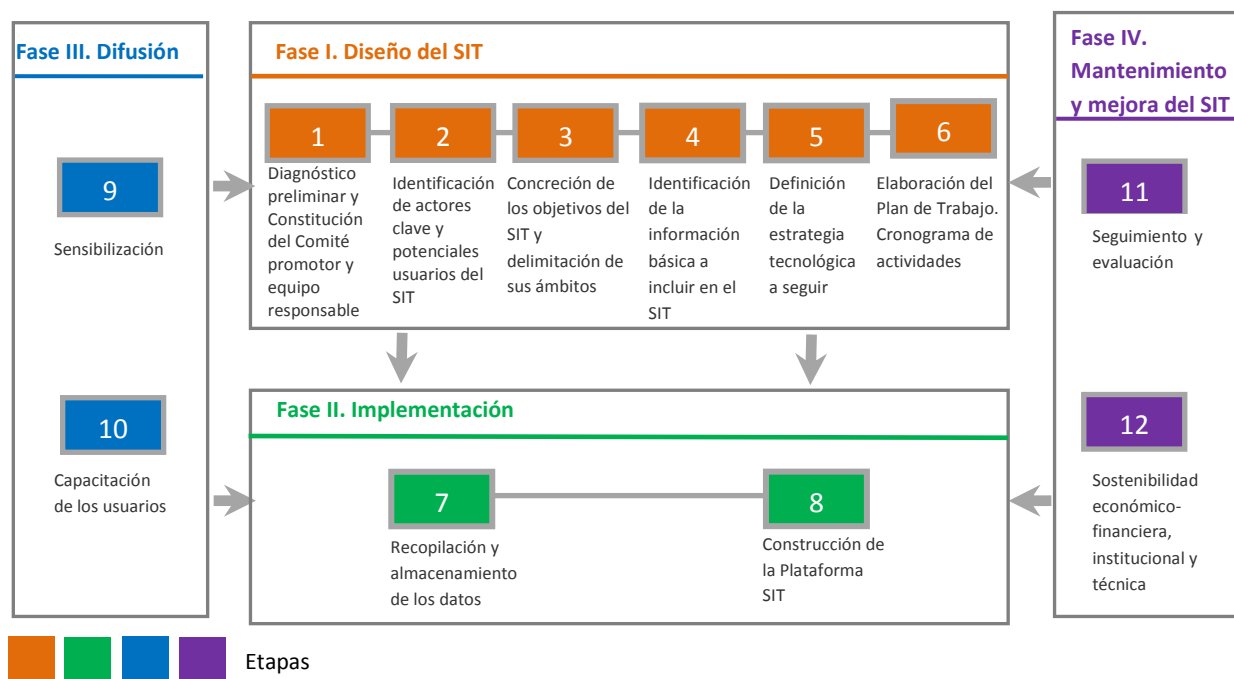 Fase III. Difusión
9
Sensibilización
10
Capacitación
de los usuarios
Fase I. Diseño del SIT
1
Diagnóstico
preliminar y
Constitución
del Comité
promotor y
equipo
responsable
2
Identificación
de actores
clave y
potenciales
usuarios del
SIT
3
Concreción de
los objetivos del
SIT y
delimitación de
sus ámbitos
4
Identificación
de la
información
básica a
incluir en el
SIT
5
Definición
de la
estrategia
tecnológica
a seguir
6
Elaboración del
Plan de Trabajo.
Cronograma de
actividades
Fase II. Implementación
7
Recopilación y
almacenamiento
de los datos
8
Construcción de
la Plataforma
SIT
Fase IV.
Mantenimiento
y mejora del SIT
11
Seguimiento y
evaluación
12
Sostenibilidad
económico-
financiera,
institucional y
técnica
Etapas